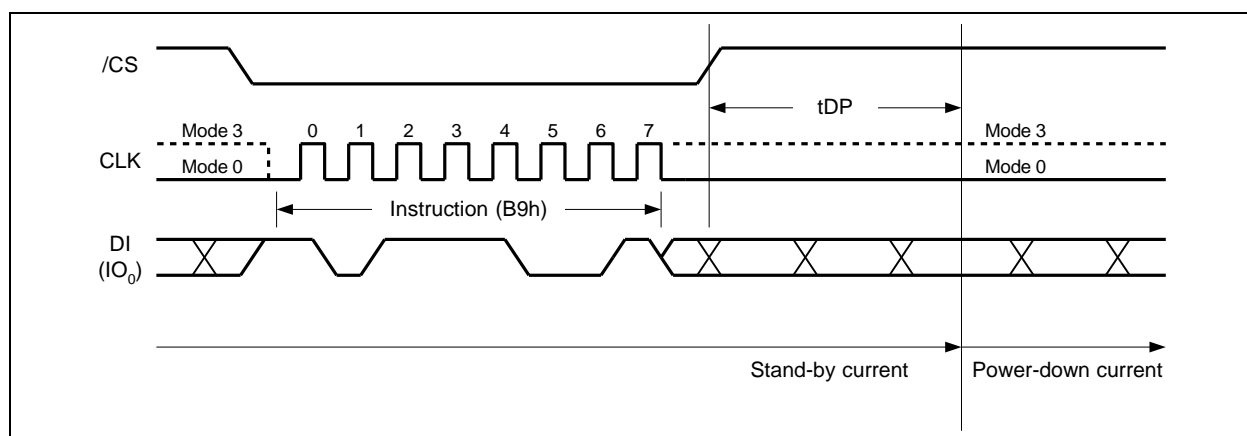 /CS
tDP
Mode 3 0 1 2 3 4 5 6 7 Mode 3
CLK
Mode 0 Mode 0
Instruction (B9h)
DI
(IO₀)
Stand-by current Power-down current